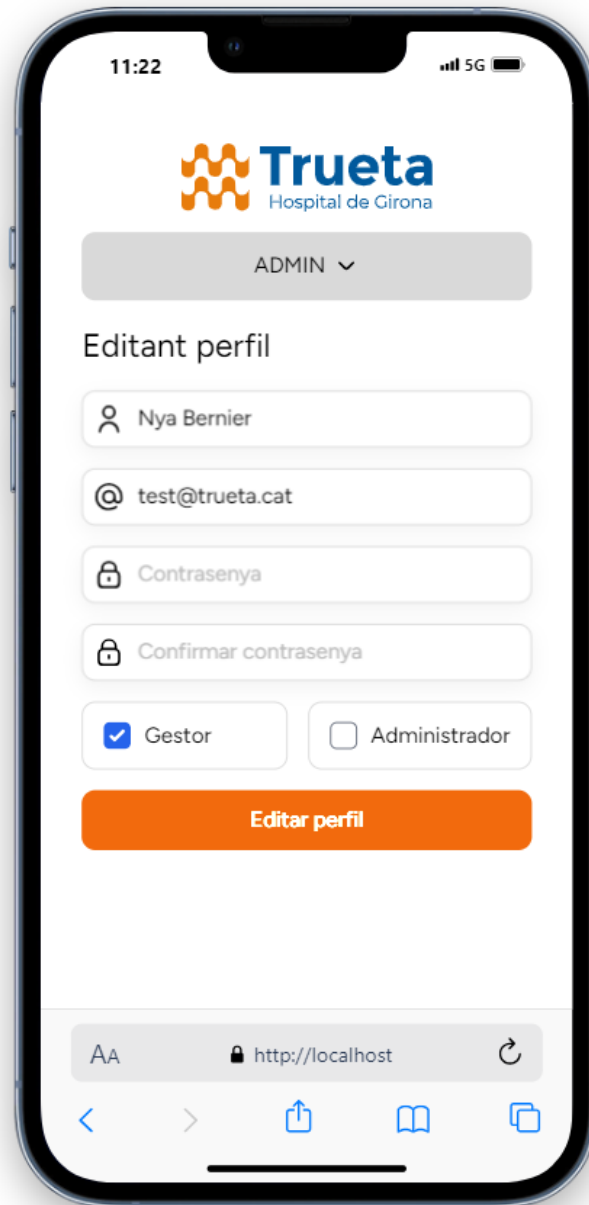 11:22 5G
Trueta
Hospital de Girona
ADMIN
Editant perfil
Nya Bernier
test@trueta.cat
Contrasenya
Confirmar contrasenya
Gestor Administrador
Editar perfil
AA http://localhost